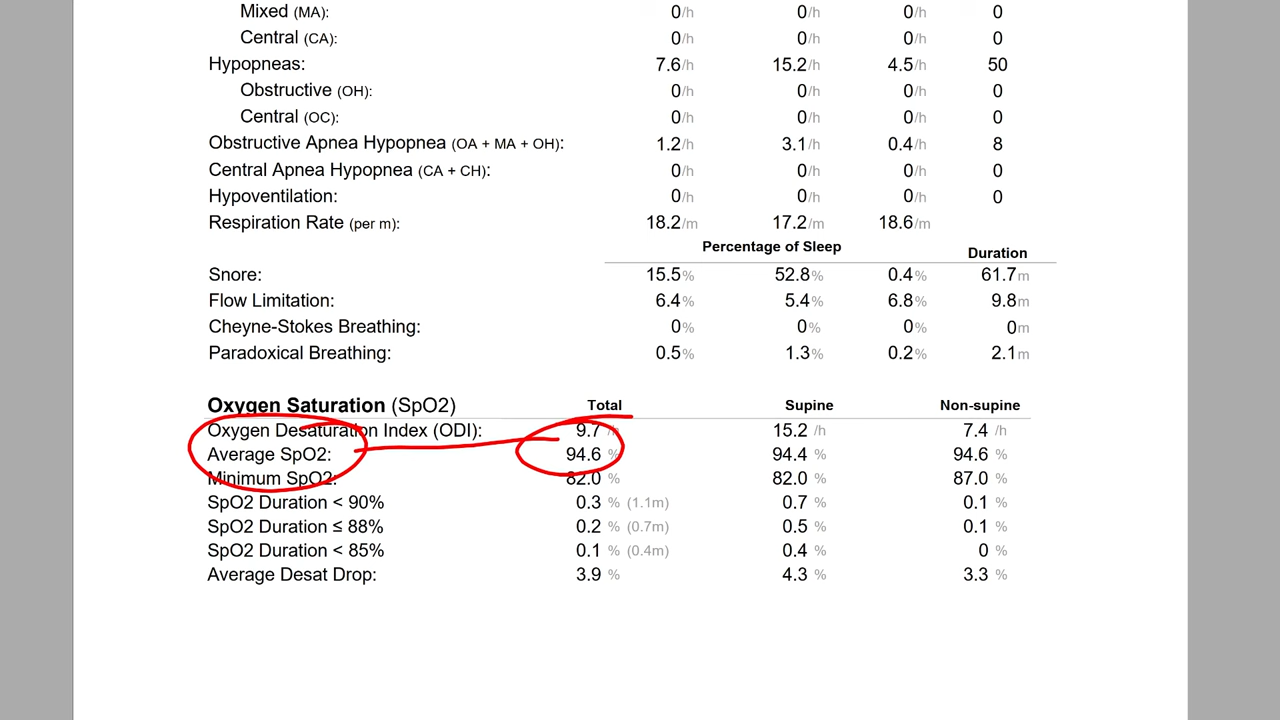 Mixed (MA): 0/h 0/h 0/h 0
Central (CA): 0/h 0/h 0/h 0
Hypopneas: 7.6/h 15.2/h 4.5/h 50
Obstructive (OH): 0/h 0/h 0/h 0
Central (OC): 0/h 0/h 0/h 0
Obstructive Apnea Hypopnea (OA + MA + OH): 1.2/h 3.1/h 0.4/h 8
Central Apnea Hypopnea (CA + CH): 0/h 0/h 0/h 0
Hypoventilation: 0/h 0/h 0/h 0
Respiration Rate (per m): 18.2/m 17.2/m 18.6/m
Percentage of Sleep Duration
Snore: 15.5% 52.8% 0.4% 61.7m
Flow Limitation: 6.4% 5.4% 6.8% 9.8m
Cheyne-Stokes Breathing: 0% 0% 0% 0m
Paradoxical Breathing: 0.5% 1.3% 0.2% 2.1m
Oxygen Saturation (SpO2) Total Supine Non-supine
Oxygen Desaturation Index (ODI): 9.7 /h 15.2 /h 7.4 /h
Average SpO2: 94.6 % 94.4 % 94.6 %
Minimum SpO2: 82.0 % 82.0 % 87.0 %
SpO2 Duration < 90% 0.3 % (1.1m) 0.7 % 0.1 %
SpO2 Duration ≤ 88% 0.2 % (0.7m) 0.5 % 0.1 %
SpO2 Duration < 85% 0.1 % (0.4m) 0.4 % 0 %
Average Desat Drop: 3.9 % 4.3 % 3.3 %